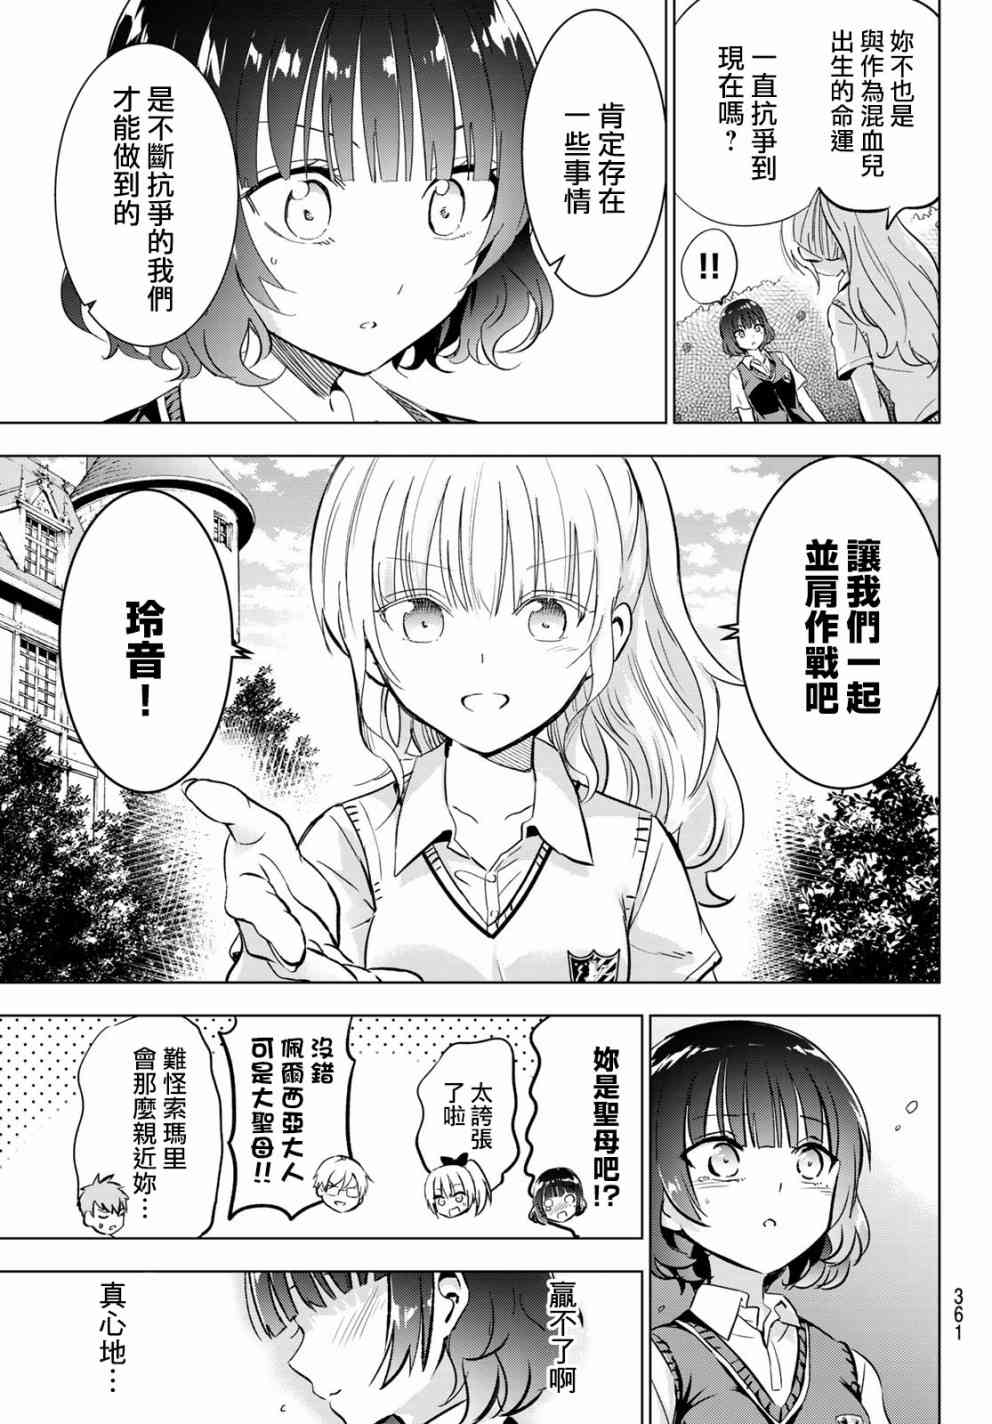 妳不也是
與作為混血兒
出生的命運
一直抗爭到
現在嗎？
!!
肯定存在
一些事情
是不斷抗爭的我們
才能做到的
讓我們一起
並肩作戰吧
玲音！
妳是聖母吧!?
太誇張
了啦
沒錯
佩爾西亞大人
可是大聖母!!
難怪索瑪里
會那麼親近妳…
贏不了啊
真心地…
361